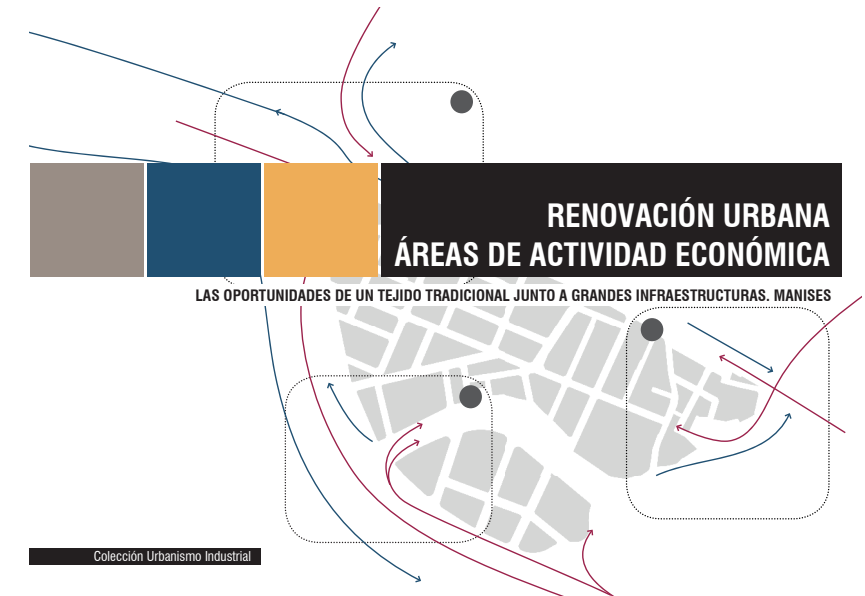 RENOVACIÓN URBANA
ÁREAS DE ACTIVIDAD ECONÓMICA
LAS OPORTUNIDADES DE UN TEJIDO TRADICIONAL JUNTO A GRANDES INFRAESTRUCTURAS. MANISES
Colección Urbanismo Industrial